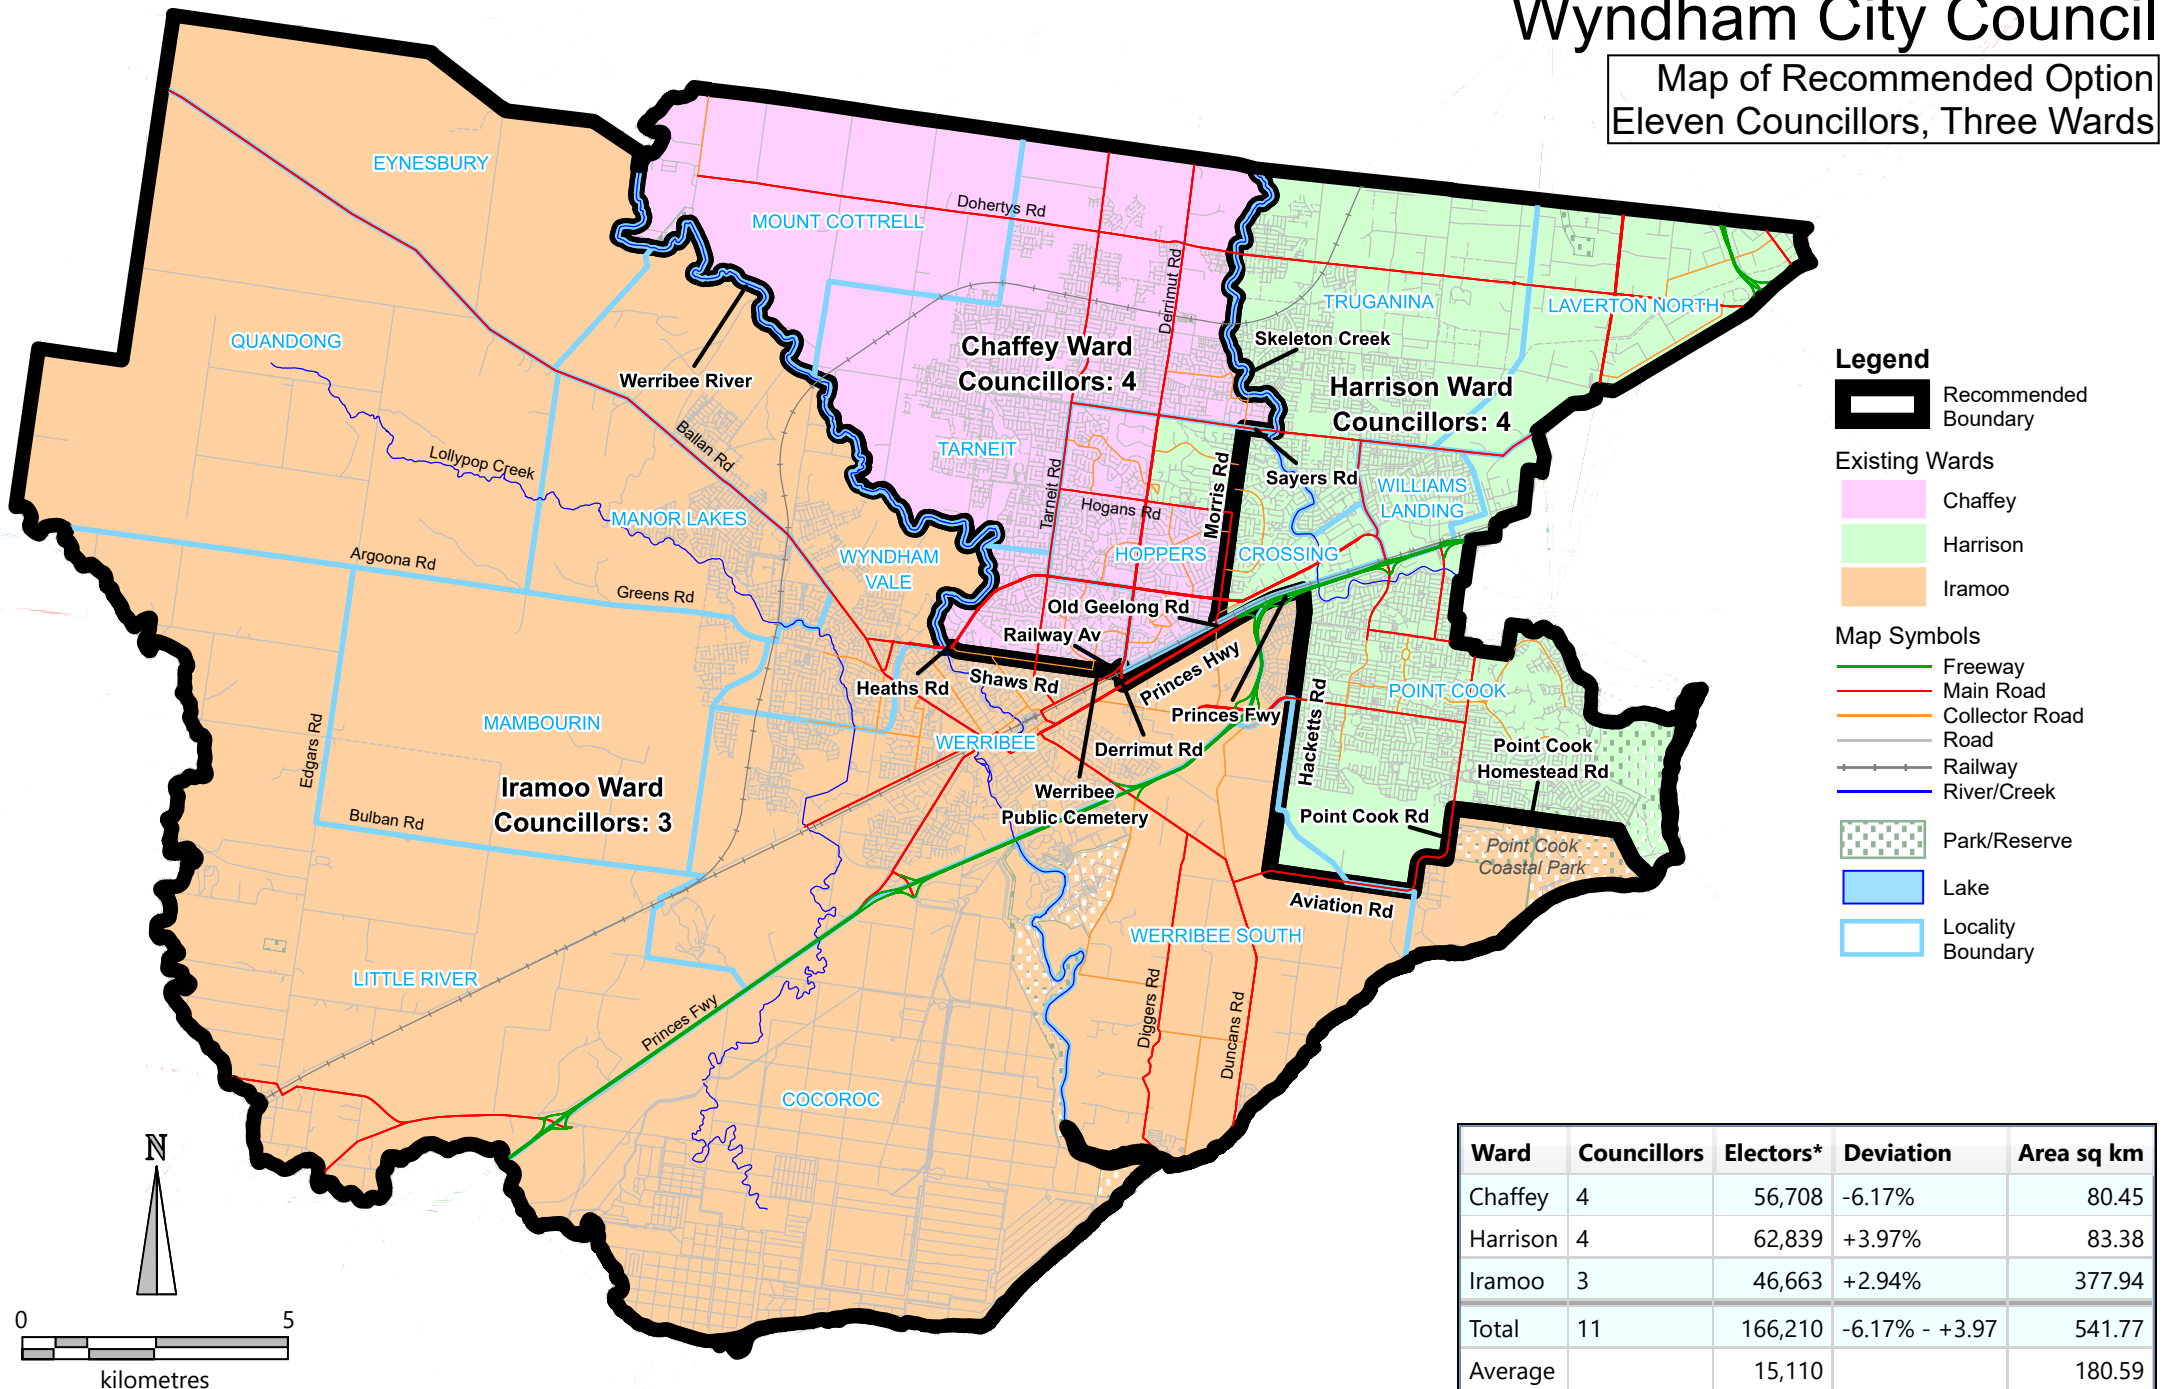 Wyndham City Council
Map of Recommended Option
Eleven Councillors, Three Wards
EYNESBURY
MOUNT COTTRELL
Dohertys Rd
Derrimut Rd
TRUGANINA
LAVERTON NORTH
QUANDONG
Werribee River
Chaffey Ward
Councillors: 4
Skeleton Creek
Harrison Ward
Councillors: 4
Ballan Rd
Lollypop Creek
TARNEIT
Tarneit Rd
Hogans Rd
Morris Rd
Sayers Rd
WILLIAMS
LANDING
MANOR LAKES
WYNDHAM
VALE
HOPPERS CROSSING
Argoona Rd
Greens Rd
Old Geelong Rd
Railway Av
Princes Hwy
Heaths Rd
Shaws Rd
Princes Fwy
Hacketts Rd
POINT COOK
MAMBOURIN
Edgars Rd
WERRIBEE
Derrimut Rd
Point Cook
Homestead Rd
Iramoo Ward
Councillors: 3
Werribee
Public Cemetery
Point Cook Rd
Bulban Rd
Point Cook
Coastal Park
Aviation Rd
WERRIBEE SOUTH
LITTLE RIVER
Princes Fwy
Diggers Rd
Duncans Rd
COCOROC
Legend
Recommended
Boundary
Existing Wards
Chaffey
Harrison
Iramoo
Map Symbols
Freeway
Main Road
Collector Road
Road
Railway
River/Creek
Park/Reserve
Lake
Locality
Boundary
N
0 5
kilometres
Ward Councillors Electors* Deviation Area sq km
Chaffey 4 56,708 -6.17% 80.45
Harrison 4 62,839 +3.97% 83.38
Iramoo 3 46,663 +2.94% 377.94
Total 11 166,210 -6.17% - +3.97 541.77
Average 15,110 180.59